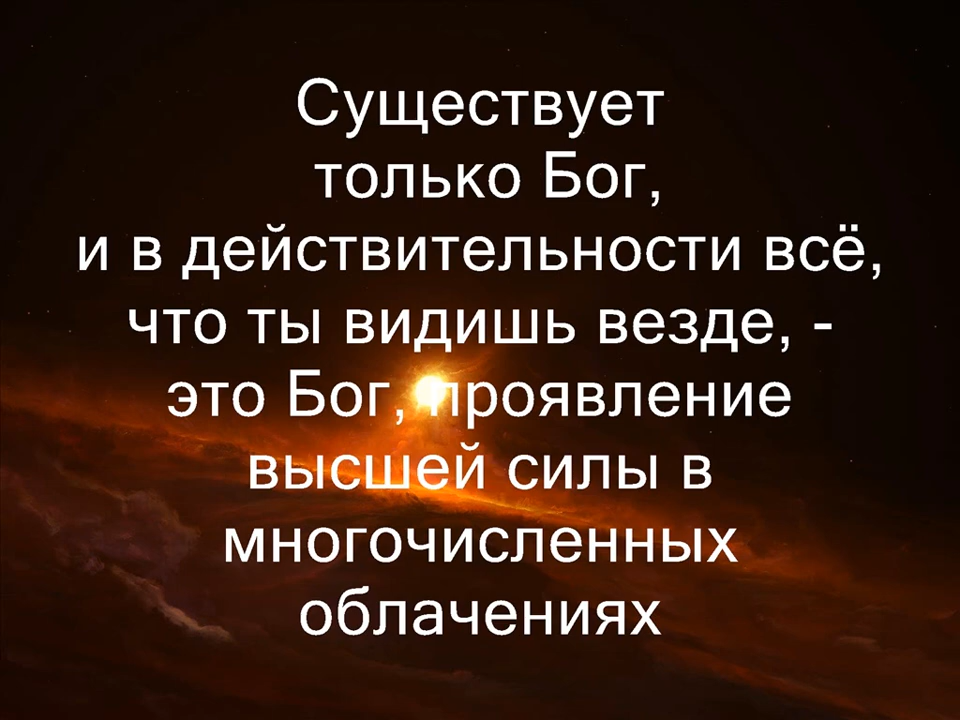 Существует
только Бог,
и в действительности всё,
что ты видишь везде, -
это Бог, проявление
высшей силы в
многочисленных
облачениях